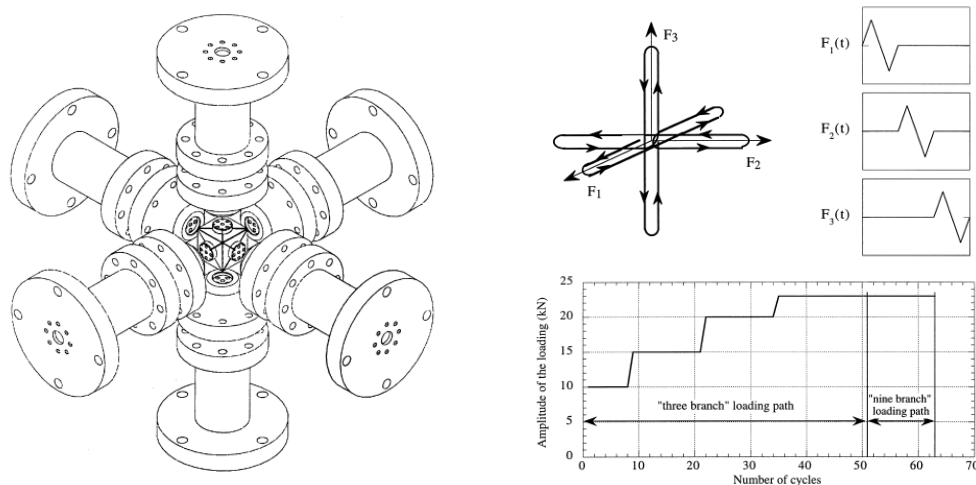 F3
F2
F1
F1(t)
F2(t)
F3(t)
Amplitude of the loading (kN)
25
20
15
10
5
0
"three branch" loading path
"nine branch"
loading path
0 10 20 30 40 50 60 70
Number of cycles